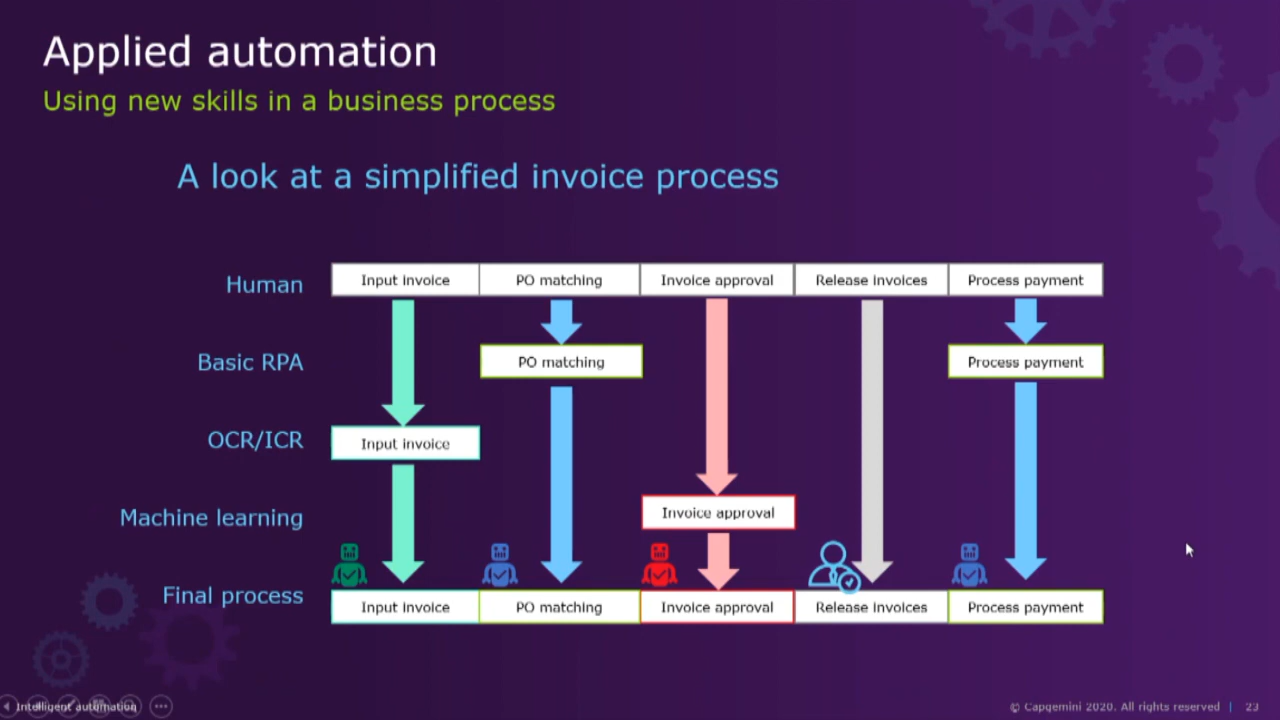 Applied automation
Using new skills in a business process
A look at a simplified invoice process
Human Input invoice PO matching Invoice approval Release invoices Process payment
Basic RPA PO matching Process payment
OCR/ICR Input invoice
Machine learning Invoice approval
Final process Input invoice PO matching Invoice approval Release invoices Process payment
Intelligent automation © Capgemini 2020. All rights reserved | 23